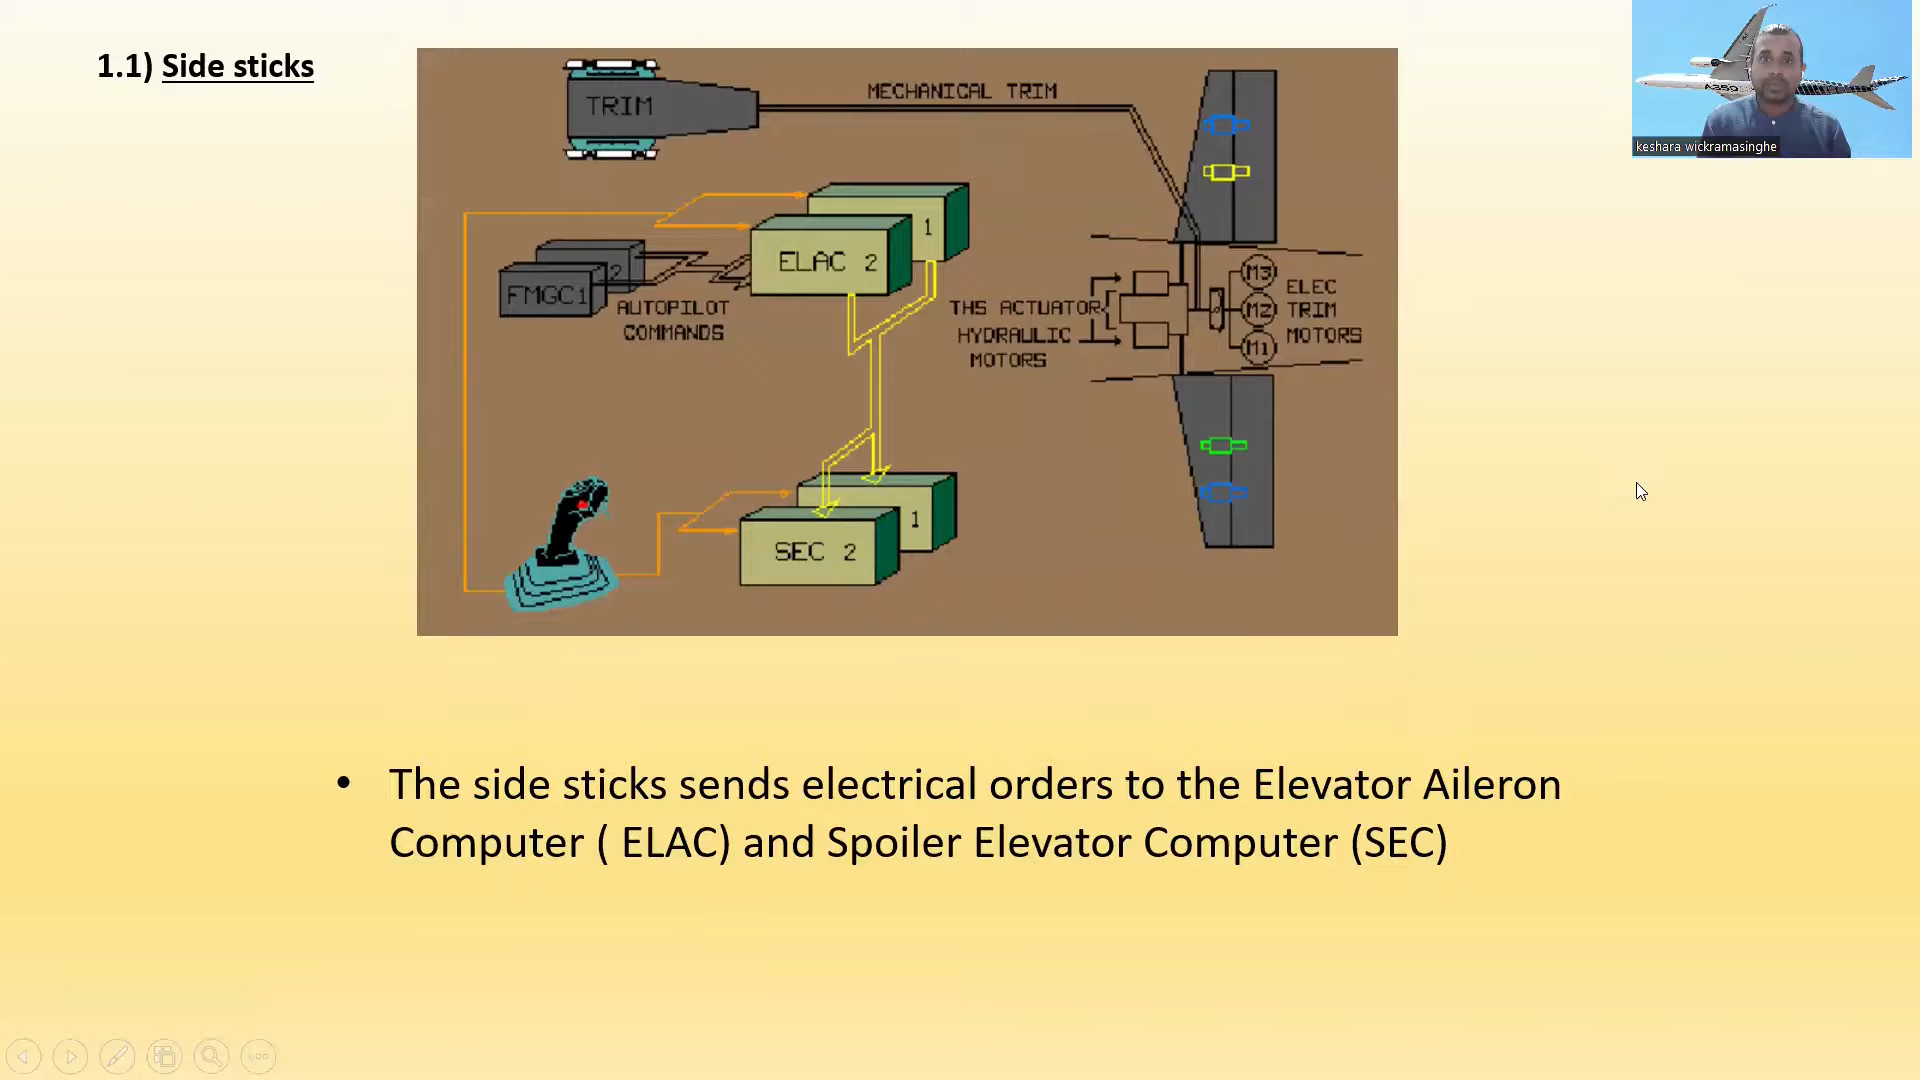 1.1) Side sticks
TRIM
MECHANICAL TRIM
1
ELAC 2
2
FMGC1
AUTOPILOT
COMMANDS
THS ACTUATOR
HYDRAULIC
MOTORS
M3
M2
M1
ELEC
TRIM
MOTORS
1
SEC 2
A350
keshara wickramasinghe
• The side sticks sends electrical orders to the Elevator Aileron
Computer ( ELAC) and Spoiler Elevator Computer (SEC)